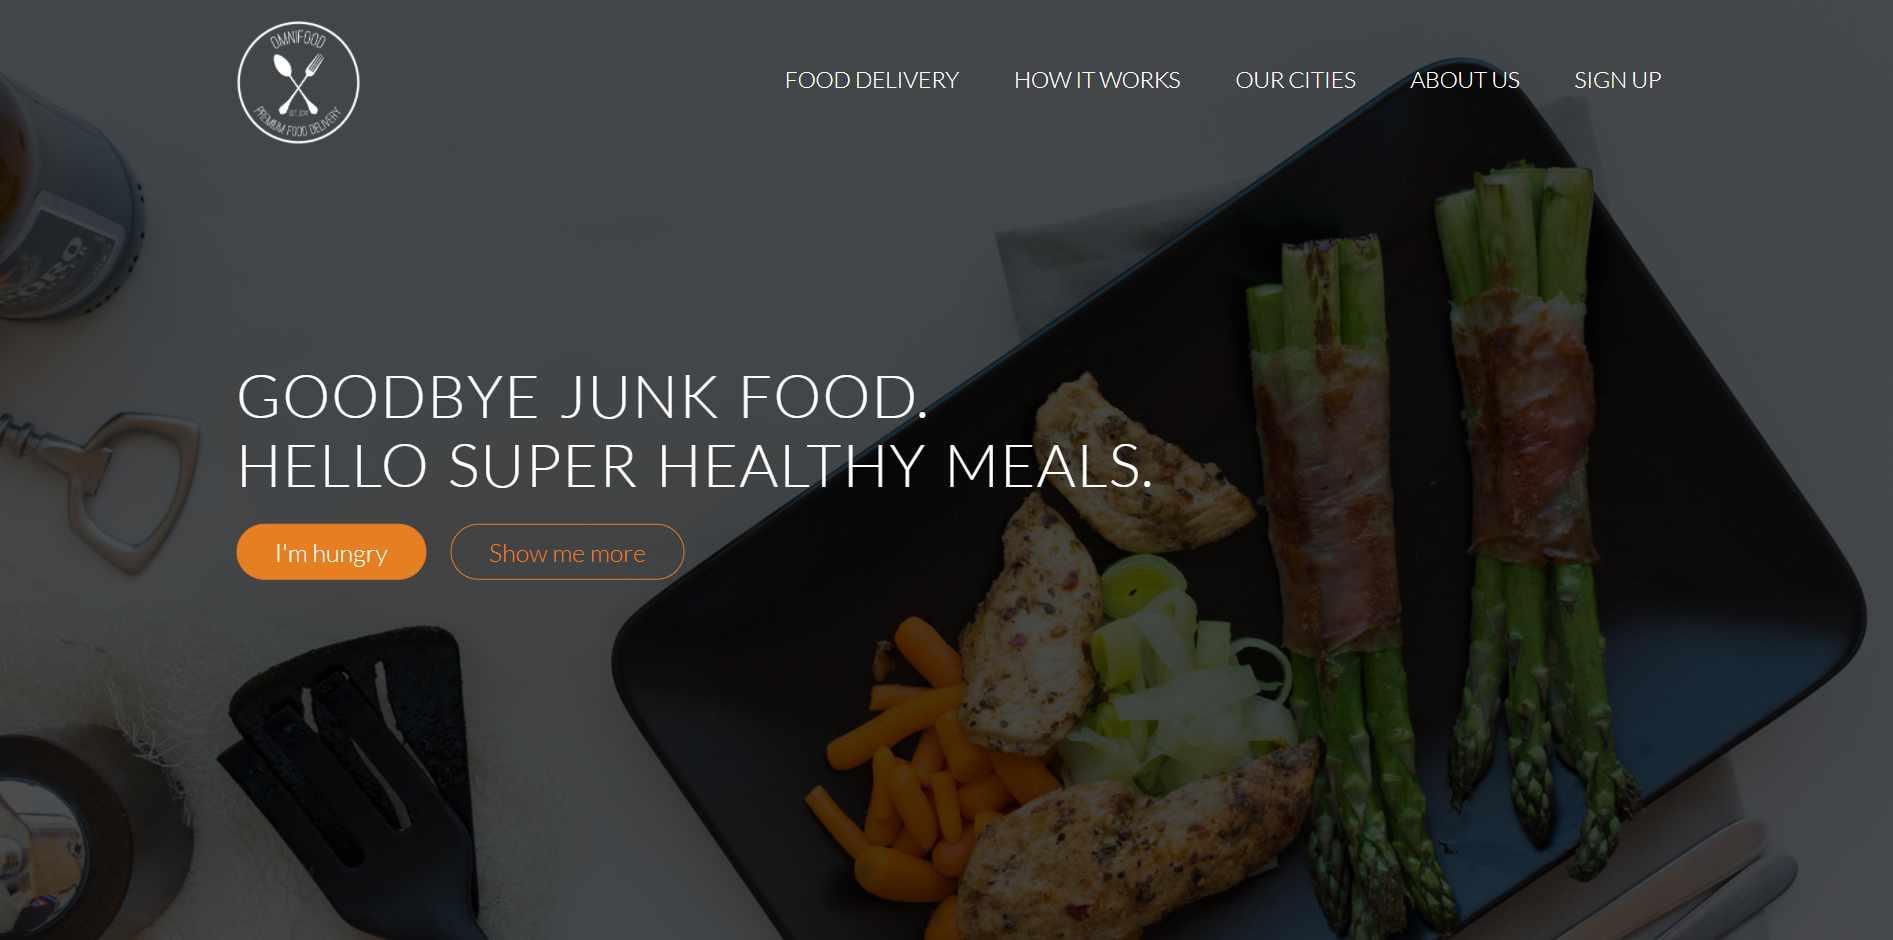 OMNIFOOD
EST. 2014
PREMIUM FOOD DELIVERY
FOOD DELIVERY HOW IT WORKS OUR CITIES ABOUT US SIGN UP
GOODBYE JUNK FOOD.
HELLO SUPER HEALTHY MEALS.
I'm hungry Show me more